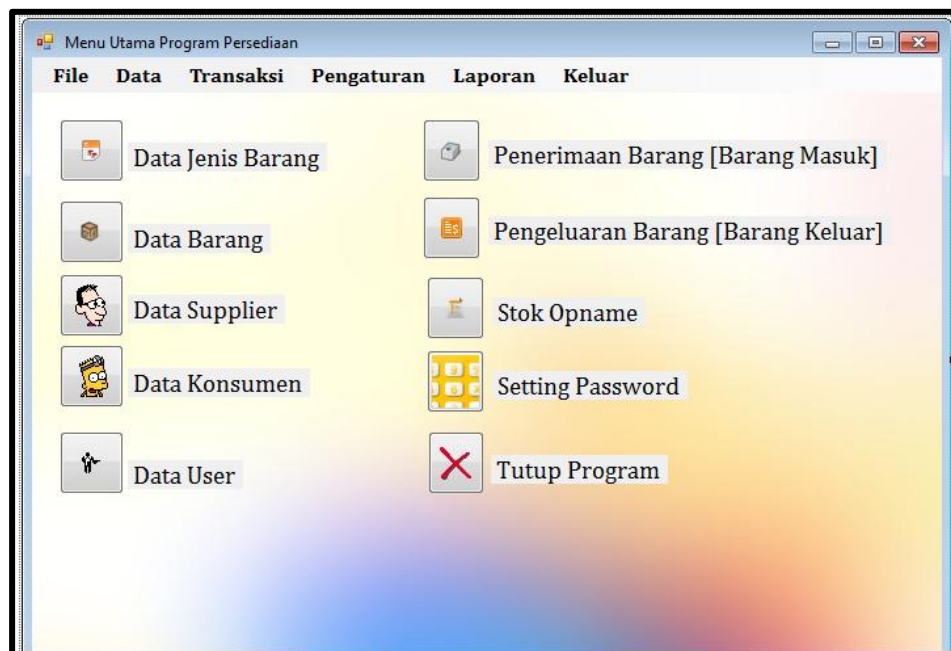 Menu Utama Program Persediaan
File Data Transaksi Pengaturan Laporan Keluar
Data Jenis Barang
Data Barang
Data Supplier
Data Konsumen
Data User
Penerimaan Barang [Barang Masuk]
Pengeluaran Barang [Barang Keluar]
Stok Opname
Setting Password
Tutup Program